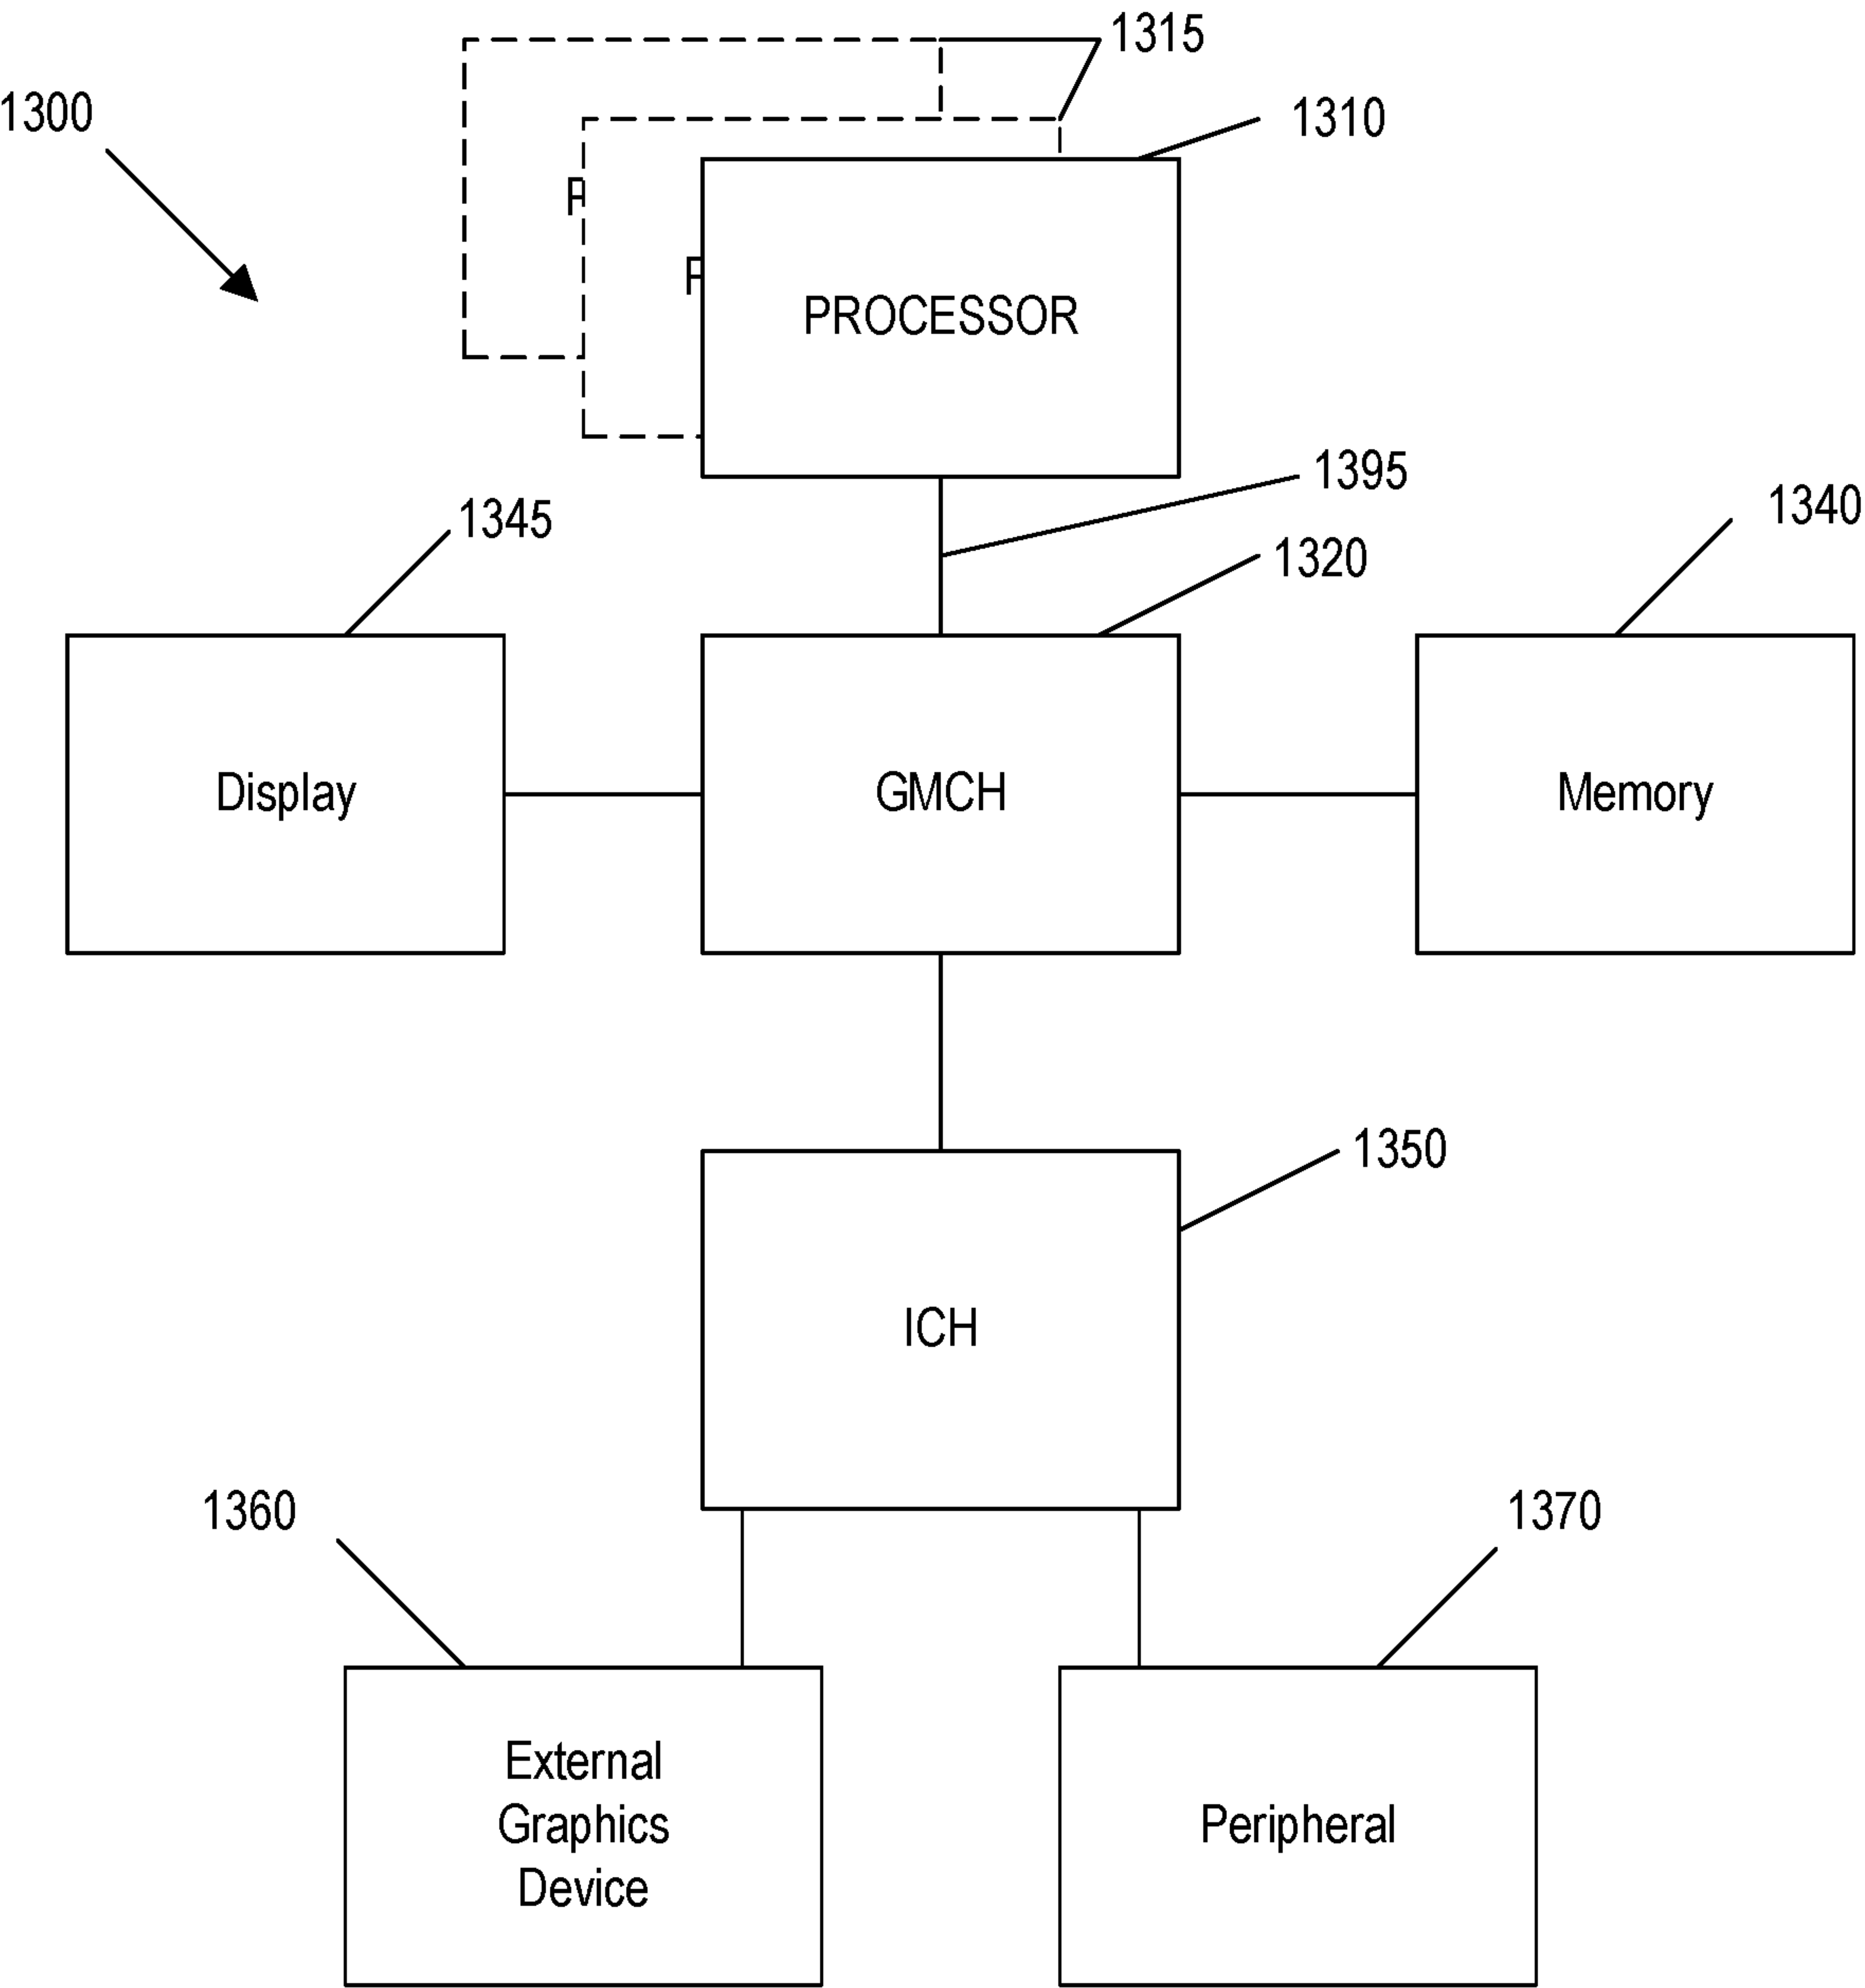 1315
1300
1310
P
P
PROCESSOR
1395
1345
1340
1320
Display
GMCH
Memory
1350
ICH
1360
1370
External
Graphics
Device
Peripheral